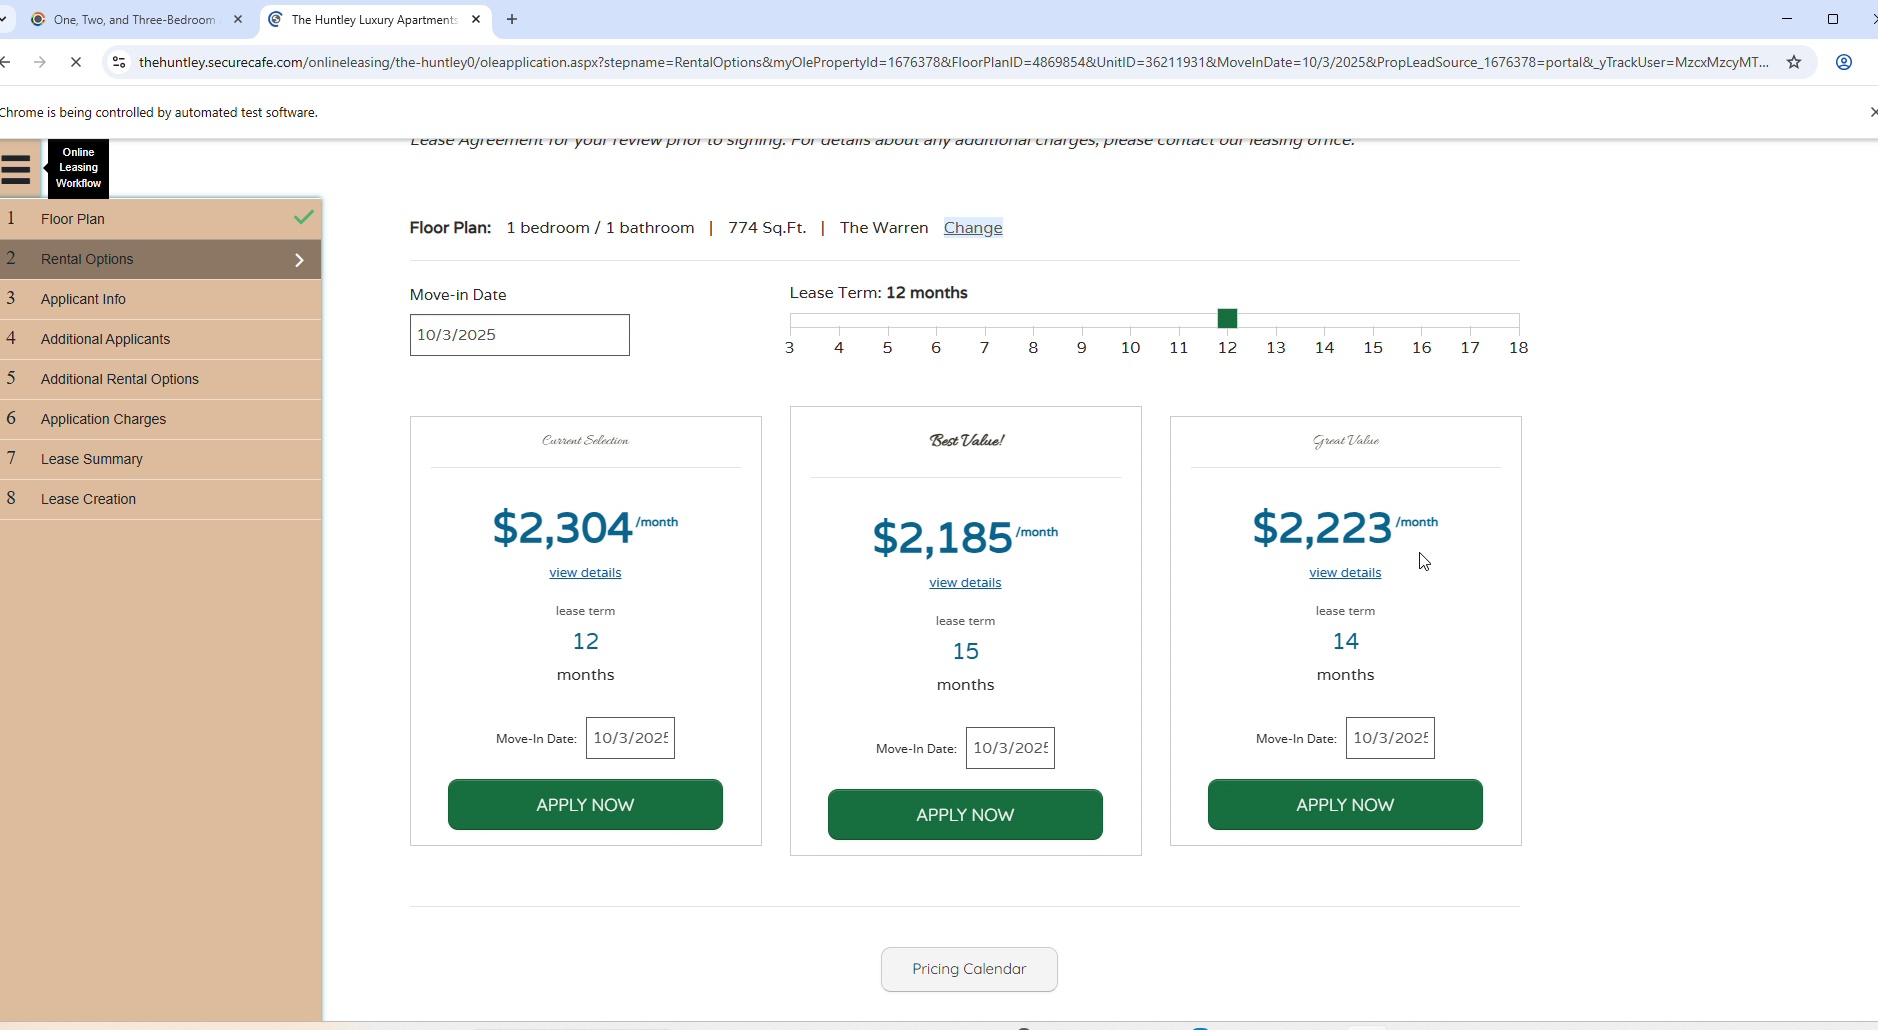 One, Two, and Three-Bedroom
The Huntley Luxury Apartments
thehuntley.securecafe.com/onlineleasing/the-huntley0/oleapplication.aspx?stepname=RentalOptions&myOlePropertyId=1676378&FloorPlanID=4869854&UnitID=36211931&MoveInDate=10/3/2025&PropLeadSource_1676378=portal&_yTrackUser=MzcxMzcyMT...
Chrome is being controlled by automated test software.
Lease Agreement for your review prior to signing. For details about any additional charges, please contact our leasing office.
Online
Leasing
Workflow
1 Floor Plan
2 Rental Options
3 Applicant Info
4 Additional Applicants
5 Additional Rental Options
6 Application Charges
7 Lease Summary
8 Lease Creation
Floor Plan: 1 bedroom / 1 bathroom | 774 Sq.Ft. | The Warren Change
Move-in Date
10/3/2025
Lease Term: 12 months
3 4 5 6 7 8 9 10 11 12 13 14 15 16 17 18
Current Selection
$2,304 /month
view details
lease term
12
months
Move-In Date: 10/3/2025
APPLY NOW
Best Value!
$2,185 /month
view details
lease term
15
months
Move-In Date: 10/3/2025
APPLY NOW
Great Value
$2,223 /month
view details
lease term
14
months
Move-In Date: 10/3/2025
APPLY NOW
Pricing Calendar